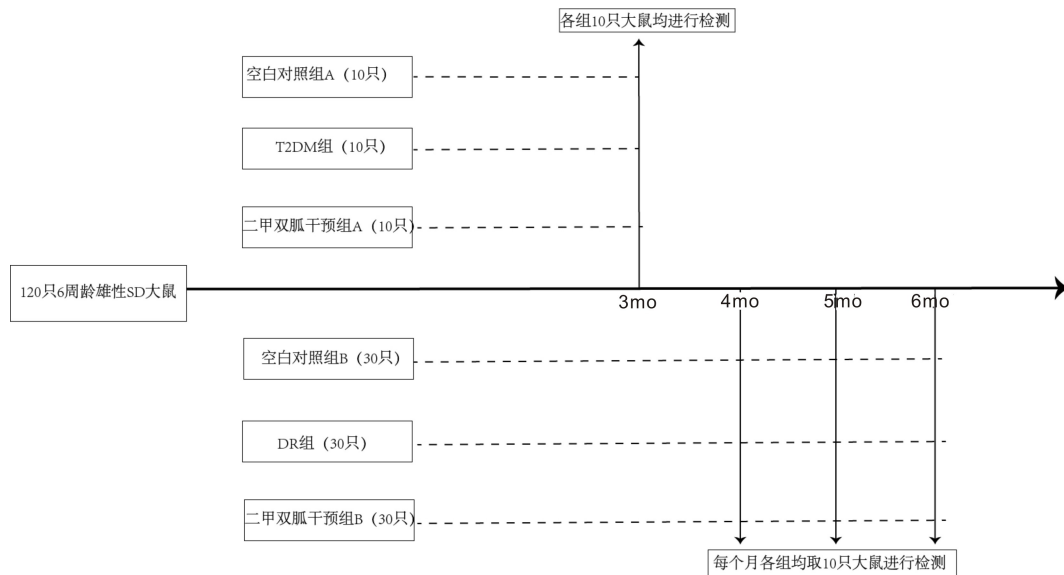 各组10只大鼠均进行检测
空白对照组A（10只）
T2DM组（10只）
二甲双胍干预组A（10只）
120只6周龄雄性SD大鼠
3mo
4mo
5mo
6mo
空白对照组B（30只）
DR组（30只）
二甲双胍干预组B（30只）
每个月各组均取10只大鼠进行检测